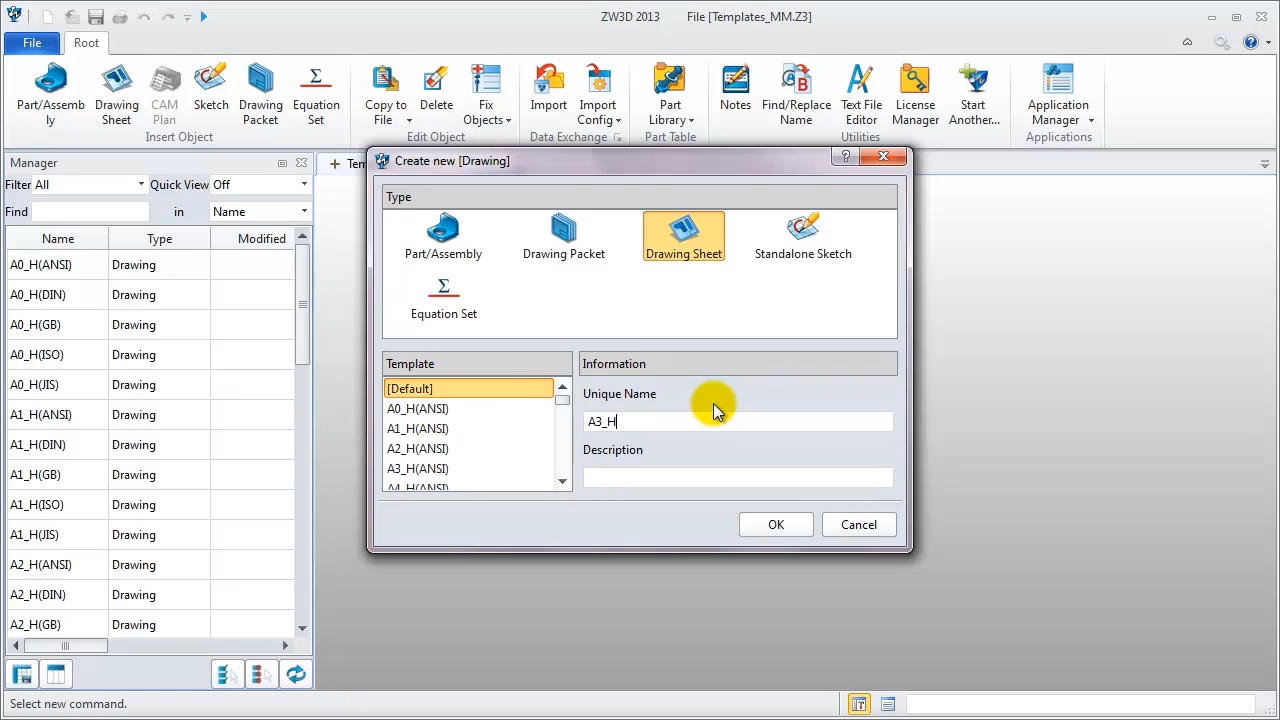 ZW3D 2013 File [Templates_MM.Z3]
File Root
Part/Assemb
ly
Drawing
Sheet
CAM
Plan
Sketch
Drawing
Packet
Equation
Set
Insert Object
Copy to
File
Delete
Fix
Objects
Edit Object
Import
Import
Config
Data Exchange
Part
Library
Part Table
Notes
Find/Replace
Name
Text File
Editor
License
Manager
Start
Another...
Utilities
Application
Manager
Applications
Manager
Filter All Quick View Off
Find in Name
Name Type Modified
A0_H(ANSI) Drawing
A0_H(DIN) Drawing
A0_H(GB) Drawing
A0_H(ISO) Drawing
A0_H(JIS) Drawing
A1_H(ANSI) Drawing
A1_H(DIN) Drawing
A1_H(GB) Drawing
A1_H(ISO) Drawing
A1_H(JIS) Drawing
A2_H(ANSI) Drawing
A2_H(DIN) Drawing
A2_H(GB) Drawing
Create new [Drawing]
Type
Part/Assembly
Drawing Packet
Drawing Sheet
Standalone Sketch
Equation Set
Template
[Default]
A0_H(ANSI)
A1_H(ANSI)
A2_H(ANSI)
A3_H(ANSI)
A4_H(ANSI)
Information
Unique Name
A3_H
Description
OK Cancel
Select new command.